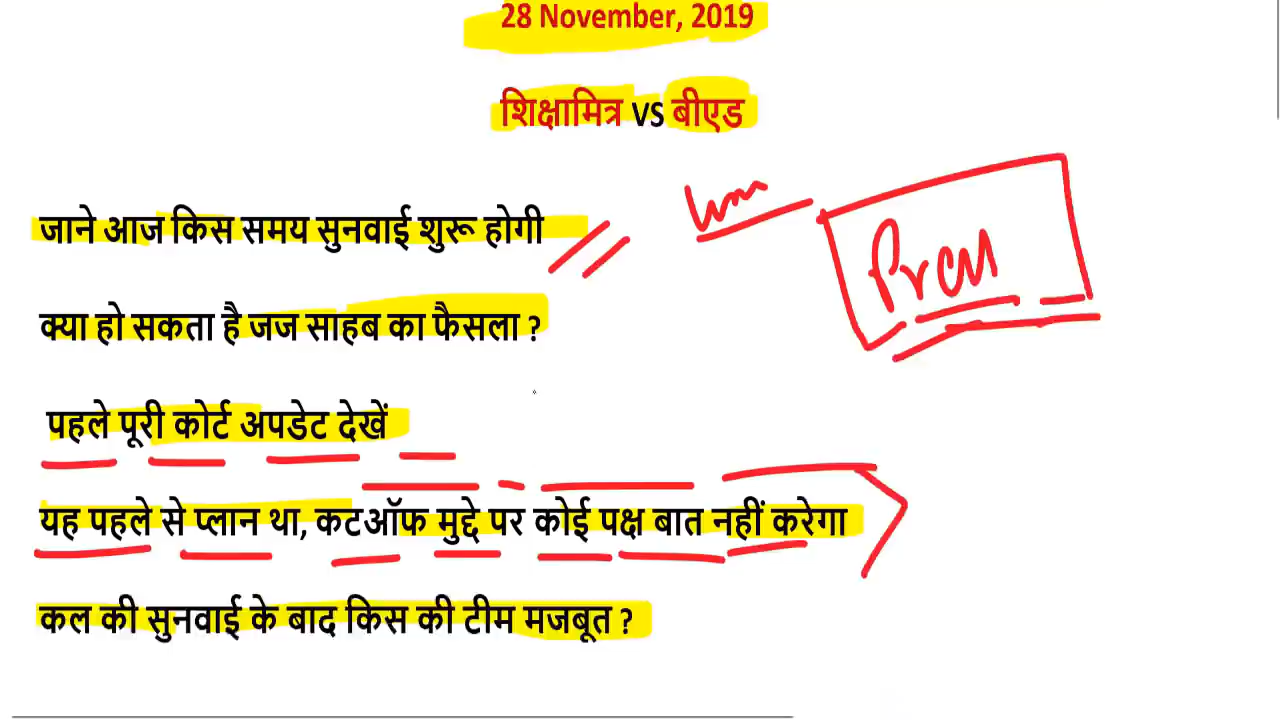 28 November, 2019
शिक्षामित्र VS बीएड
जाने आज किस समय सुनवाई शुरू होगी
क्या हो सकता है जज साहब का फैसला ?
पहले पूरी कोर्ट अपडेट देखें
यह पहले से प्लान था, कटऑफ मुद्दे पर कोई पक्ष बात नहीं करेगा
कल की सुनवाई के बाद किस की टीम मजबूत ?